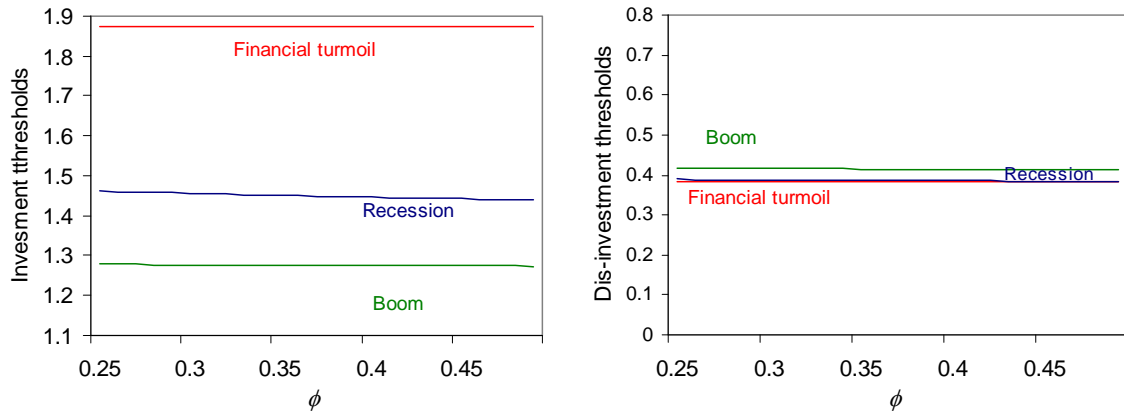 Invesment tthresholds
1.9
1.8
1.7
1.6
1.5
1.4
1.3
1.2
1.1
Financial turmoil
Recession
Boom
0.25
0.3
0.35
0.4
0.45
ϕ
Dis-investment thresholds
0.8
0.7
0.6
0.5
0.4
0.3
0.2
0.1
0
Boom
Recession
Financial turmoil
0.25
0.3
0.35
0.4
0.45
ϕ